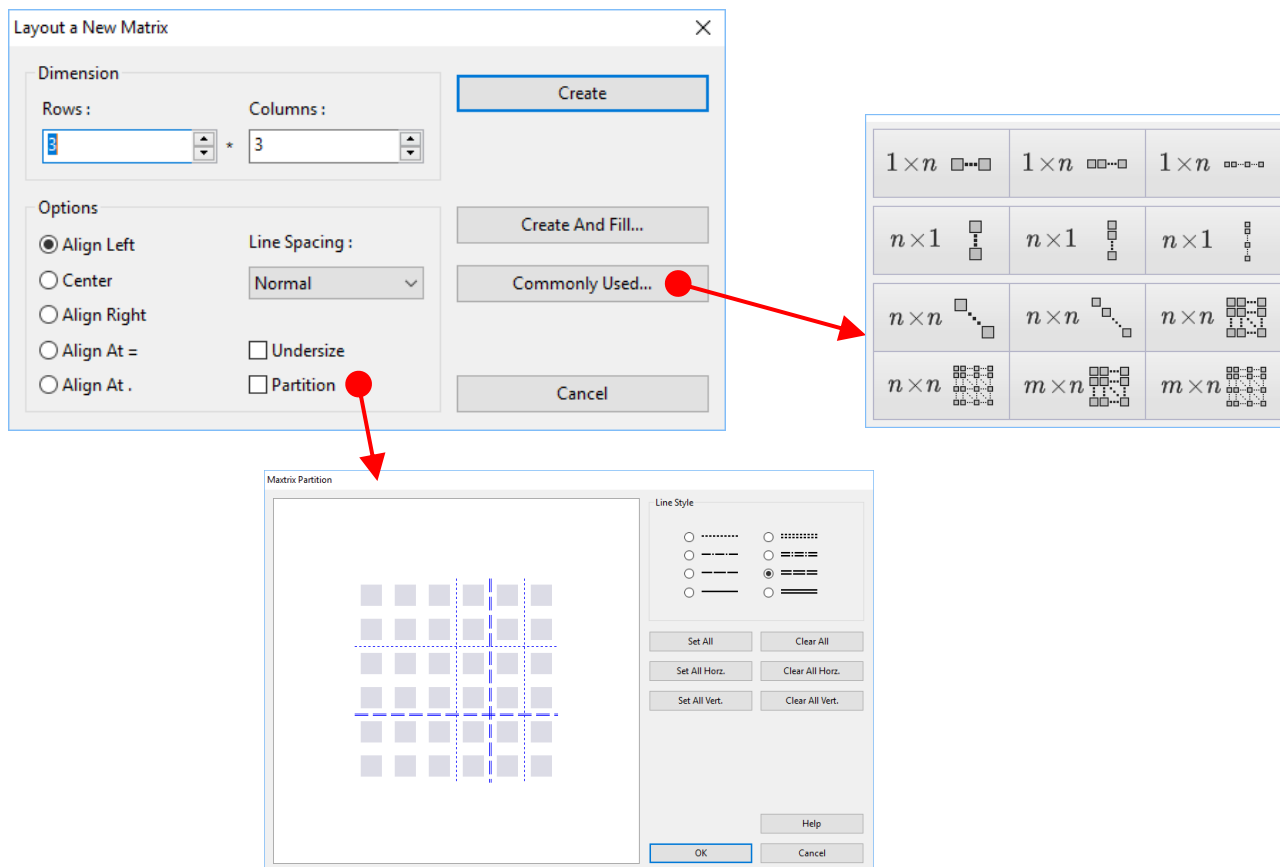 Layout a New Matrix
Dimension
Rows :
Columns :
3 * 3
Create
Options
Align Left
Center
Align Right
Align At =
Align At .
Line Spacing :
Normal
Undersize
Partition
Create And Fill...
Commonly Used...
Cancel
1×n 1×n 1×n
n×1 n×1 n×1
n×n n×n n×n
n×n m×n m×n
Maxtrix Partition
Line Style
Set All Clear All
Set All Horz. Clear All Horz.
Set All Vert. Clear All Vert.
Help
OK Cancel